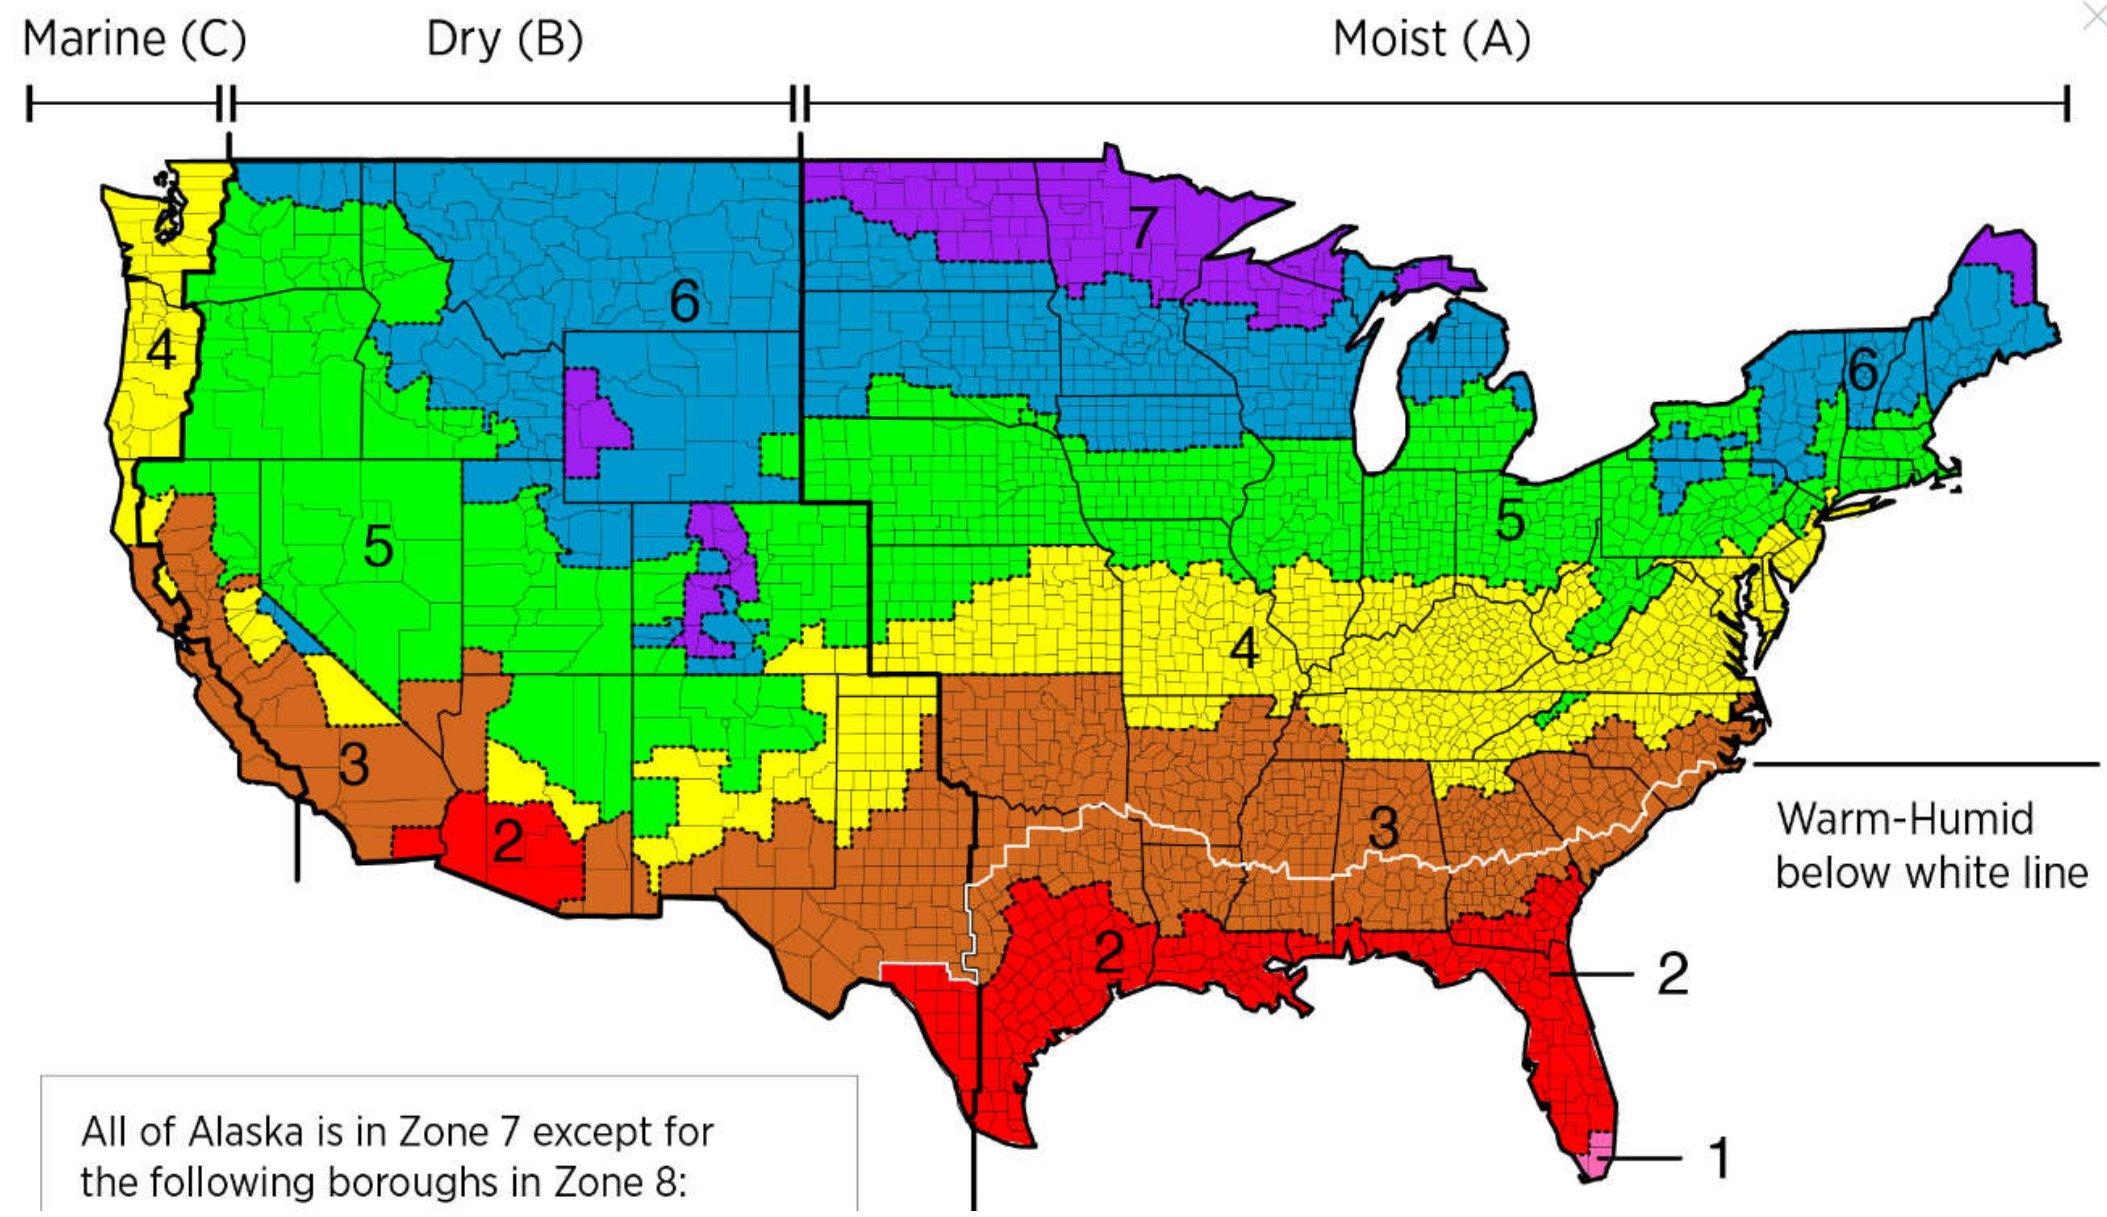 Marine (C)
Dry (B)
Moist (A)
7
6
4
6
5
5
4
3
3
2
2
Warm-Humid
below white line
2
1
All of Alaska is in Zone 7 except for
the following boroughs in Zone 8: